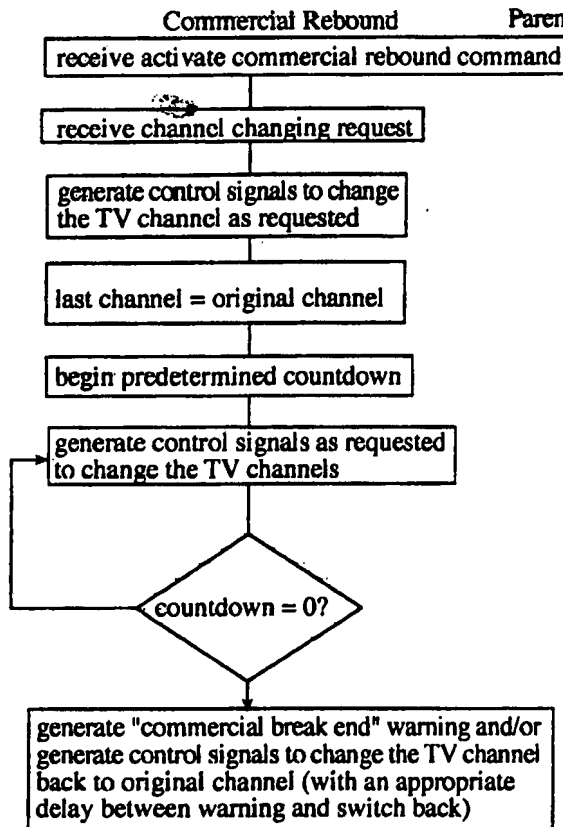 Commercial Rebound
Paren
receive activate commercial rebound command
receive channel changing request
generate control signals to change
the TV channel as requested
last channel = original channel
begin predetermined countdown
generate control signals as requested
to change the TV channels
countdown = 0?
generate "commercial break end" warning and/or
generate control signals to change the TV channel
back to original channel (with an appropriate
delay between warning and switch back)